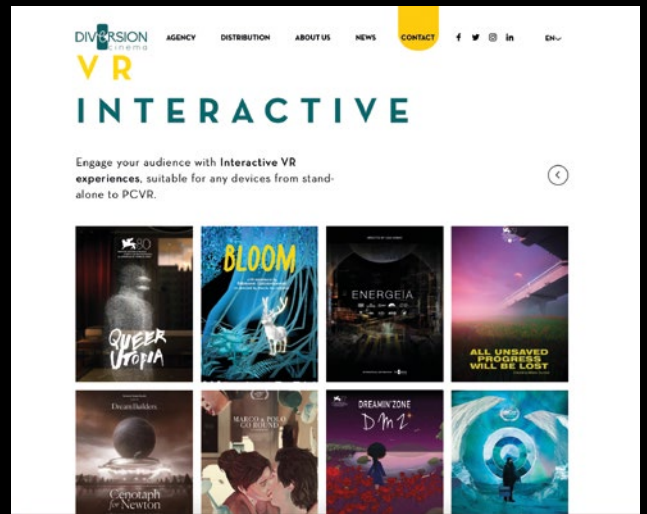 DIVERSION
cinema
AGENCY
DISTRIBUTION
ABOUT US
NEWS
CONTACT
EN
VR
INTERACTIVE
Engage your audience with Interactive VR
experiences, suitable for any devices from stand-
alone to PCVR.
80
QUEER
UTOPIA
BLOOM
ENERGEIA
ALL UNSAVED
PROGRESS
WILL BE LOST
DreamBuilders
Cenotaph
for Newton
MARCO & POLO
GO ROUND
DREAMIN'ZONE
DMZ